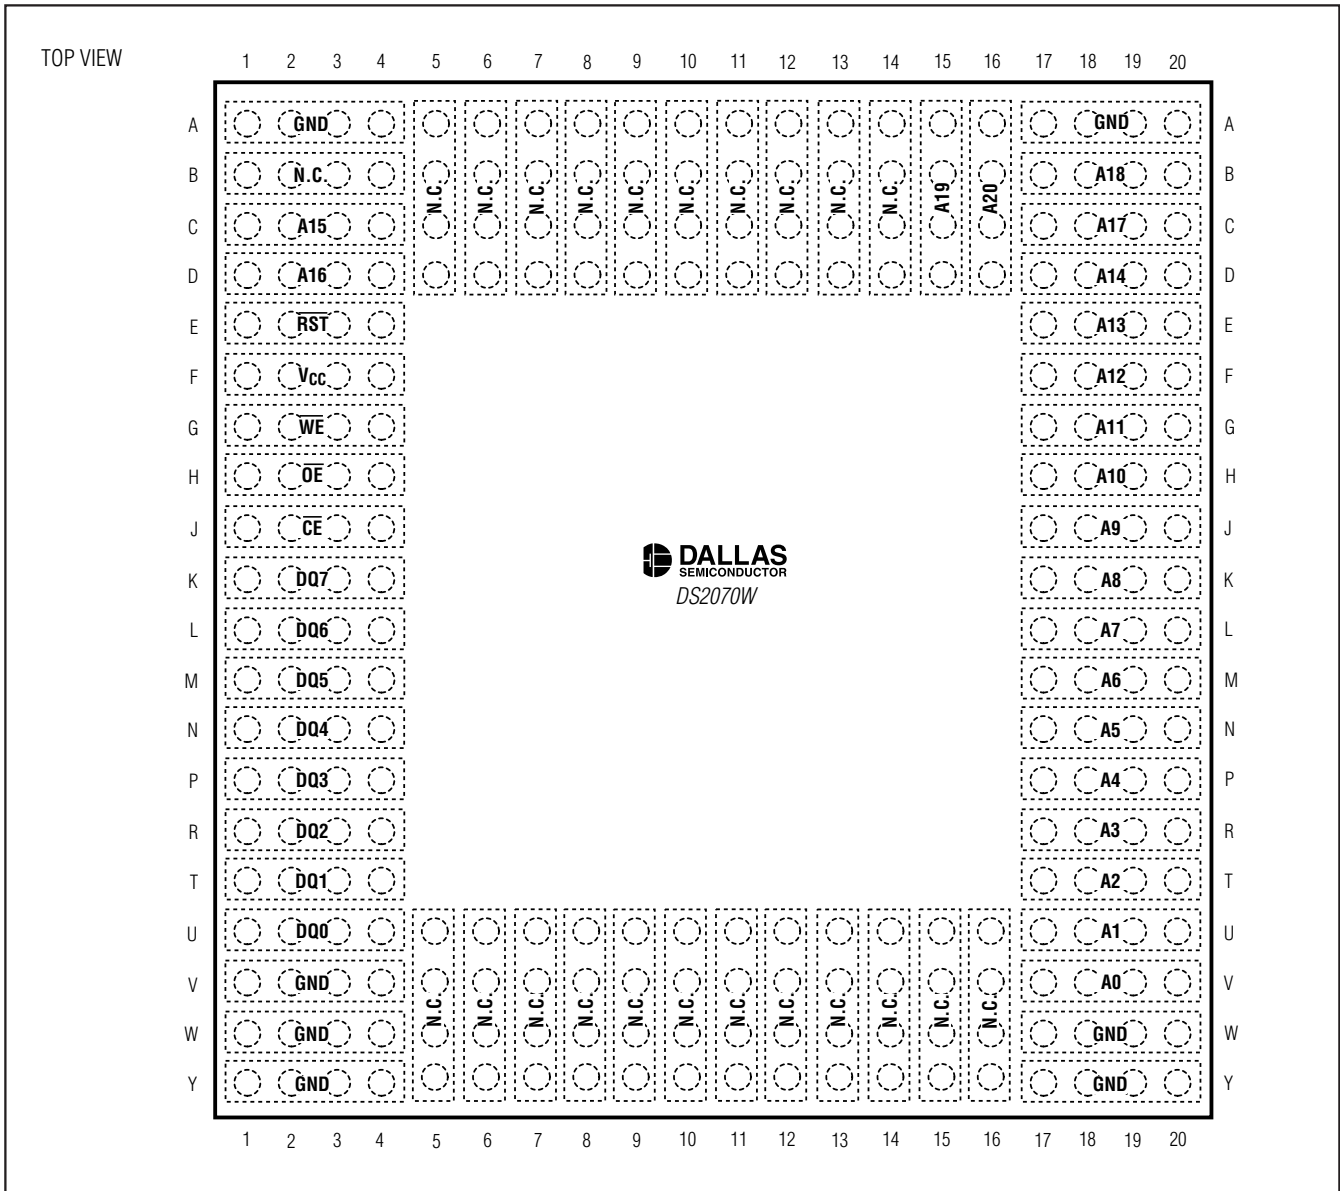 TOP VIEW
1 2 3 4 5 6 7 8 9 10 11 12 13 14 15 16 17 18 19 20
A GND GND A
B N.C. A18 B
N.C. N.C. N.C. N.C. N.C. N.C. N.C. N.C. N.C. N.C. A19 A20
C A15 A17 C
D A16 A14 D
E RST A13 E
F VCC A12 F
G WE A11 G
H OE A10 H
J CE A9 J
DALLAS
SEMICONDUCTOR
K DQ7 A8 K
DS2070W
L DQ6 A7 L
M DQ5 A6 M
N DQ4 A5 N
P DQ3 A4 P
R DQ2 A3 R
T DQ1 A2 T
U DQ0 A1 U
V GND A0 V
N.C. N.C. N.C. N.C. N.C. N.C. N.C. N.C. N.C. N.C. N.C. N.C.
W GND GND W
Y GND GND Y
1 2 3 4 5 6 7 8 9 10 11 12 13 14 15 16 17 18 19 20